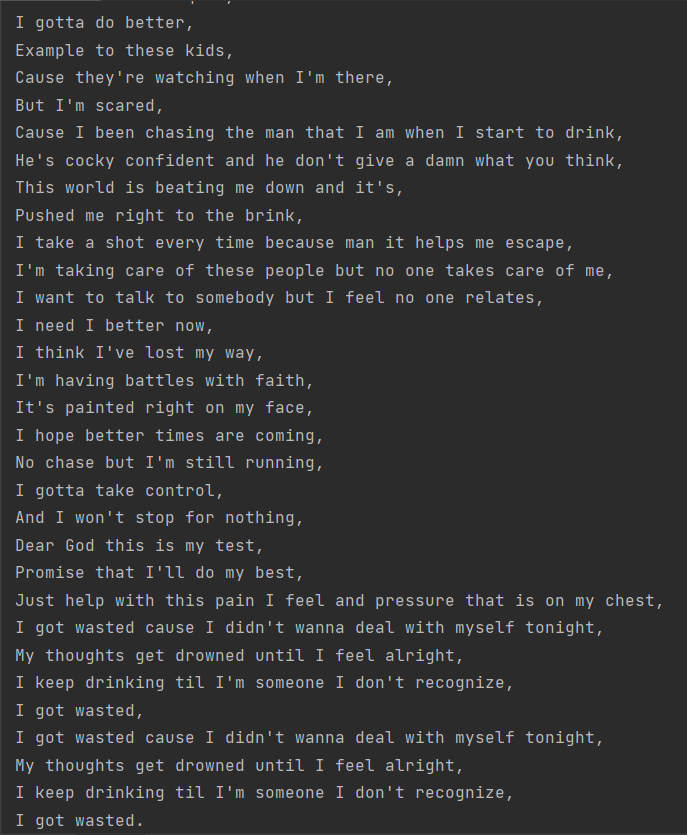 I gotta do better,
Example to these kids,
Cause they're watching when I'm there,
But I'm scared,
Cause I been chasing the man that I am when I start to drink,
He's cocky confident and he don't give a damn what you think,
This world is beating me down and it's,
Pushed me right to the brink,
I take a shot every time because man it helps me escape,
I'm taking care of these people but no one takes care of me,
I want to talk to somebody but I feel no one relates,
I need I better now,
I think I've lost my way,
I'm having battles with faith,
It's painted right on my face,
I hope better times are coming,
No chase but I'm still running,
I gotta take control,
And I won't stop for nothing,
Dear God this is my test,
Promise that I'll do my best,
Just help with this pain I feel and pressure that is on my chest,
I got wasted cause I didn't wanna deal with myself tonight,
My thoughts get drowned until I feel alright,
I keep drinking til I'm someone I don't recognize,
I got wasted,
I got wasted cause I didn't wanna deal with myself tonight,
My thoughts get drowned until I feel alright,
I keep drinking til I'm someone I don't recognize,
I got wasted.